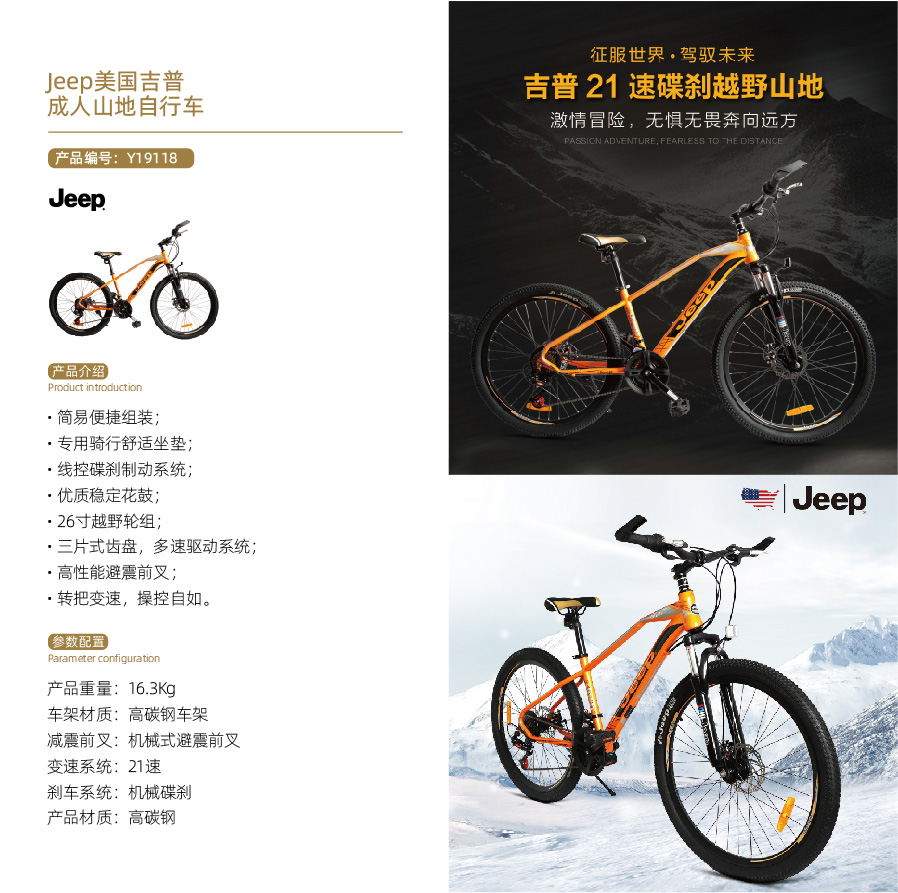 Jeep美国吉普
成人山地自行车
产品编号：Y19118
Jeep
产品介绍
Product introduction
·简易便捷组装；
·专用骑行舒适坐垫；
·线控碟刹制动系统；
·优质稳定花鼓；
·26寸越野轮组；
·三片式齿盘，多速驱动系统；
·高性能避震前叉；
·转把变速，操控自如。
参数配置
Parameter configuration
产品重量：16.3Kg
车架材质：高碳钢车架
减震前叉：机械式避震前叉
变速系统：21速
刹车系统：机械碟刹
产品材质：高碳钢
征服世界·驾驭未来
吉普 21 速碟刹越野山地
激情冒险，无惧无畏奔向远方
PASSION ADVENTURE, FEARLESS TO THE DISTANCE
Jeep
Jeep
Jeep
Jeep
Jeep